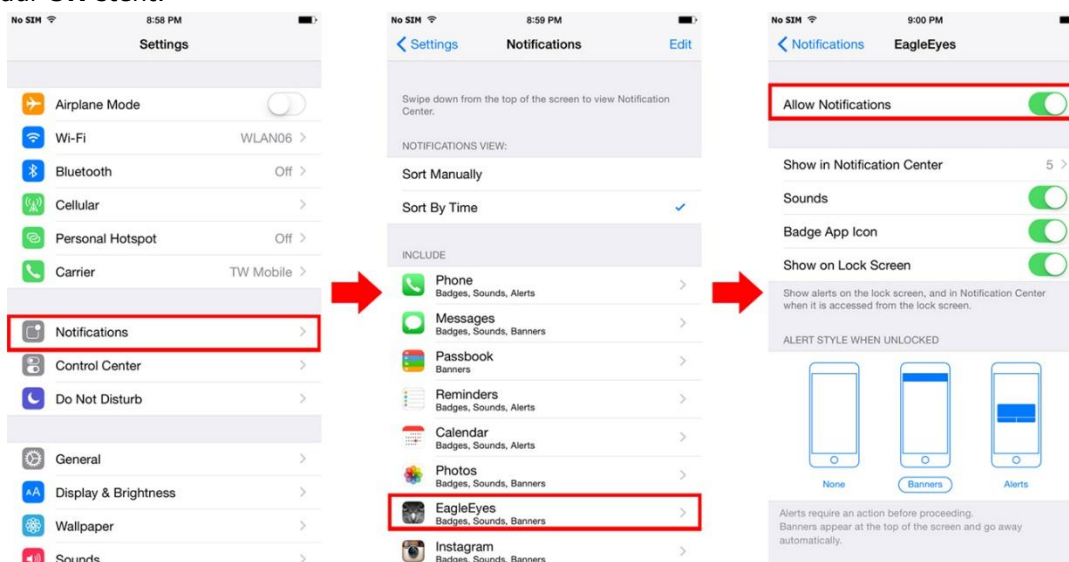 auf ON steht.
No SIM 8:58 PM
Settings
Airplane Mode
Wi-Fi WLAN06
Bluetooth Off
Cellular
Personal Hotspot Off
Carrier TW Mobile
Notifications
Control Center
Do Not Disturb
General
Display & Brightness
Wallpaper
Sounds
No SIM 8:59 PM
Settings Notifications Edit
Swipe down from the top of the screen to view Notification
Center.
NOTIFICATIONS VIEW:
Sort Manually
Sort By Time
INCLUDE
Phone
Badges, Sounds, Alerts
Messages
Badges, Sounds, Banners
Passbook
Banners
Reminders
Badges, Sounds, Alerts
Calendar
Badges, Sounds, Alerts
Photos
Badges, Sounds, Banners
EagleEyes
Badges, Sounds, Banners
Instagram
Badges, Sounds, Banners
No SIM 9:00 PM
Notifications EagleEyes
Allow Notifications
Show in Notification Center 5
Sounds
Badge App Icon
Show on Lock Screen
Show alerts on the lock screen, and in Notification Center
when it is accessed from the lock screen.
ALERT STYLE WHEN UNLOCKED
None Banners Alerts
Alerts require an action before proceeding.
Banners appear at the top of the screen and go away
automatically.